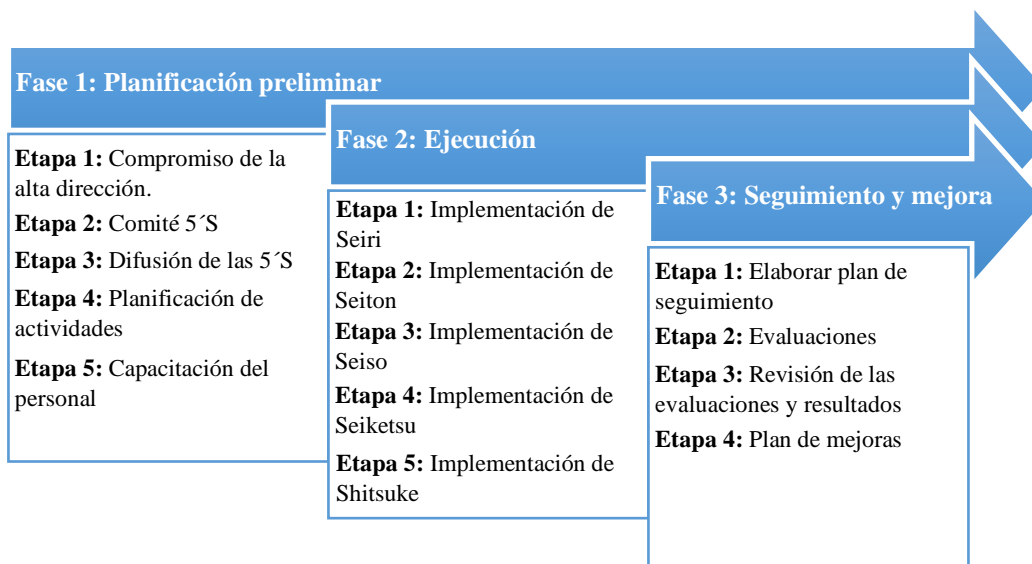 Fase 1: Planificación preliminar
Etapa 1: Compromiso de la
alta dirección.
Etapa 2: Comité 5´S
Etapa 3: Difusión de las 5´S
Etapa 4: Planificación de
actividades
Etapa 5: Capacitación del
personal
Fase 2: Ejecución
Etapa 1: Implementación de
Seiri
Etapa 2: Implementación de
Seiton
Etapa 3: Implementación de
Seiso
Etapa 4: Implementación de
Seiketsu
Etapa 5: Implementación de
Shitsuke
Fase 3: Seguimiento y mejora
Etapa 1: Elaborar plan de
seguimiento
Etapa 2: Evaluaciones
Etapa 3: Revisión de las
evaluaciones y resultados
Etapa 4: Plan de mejoras